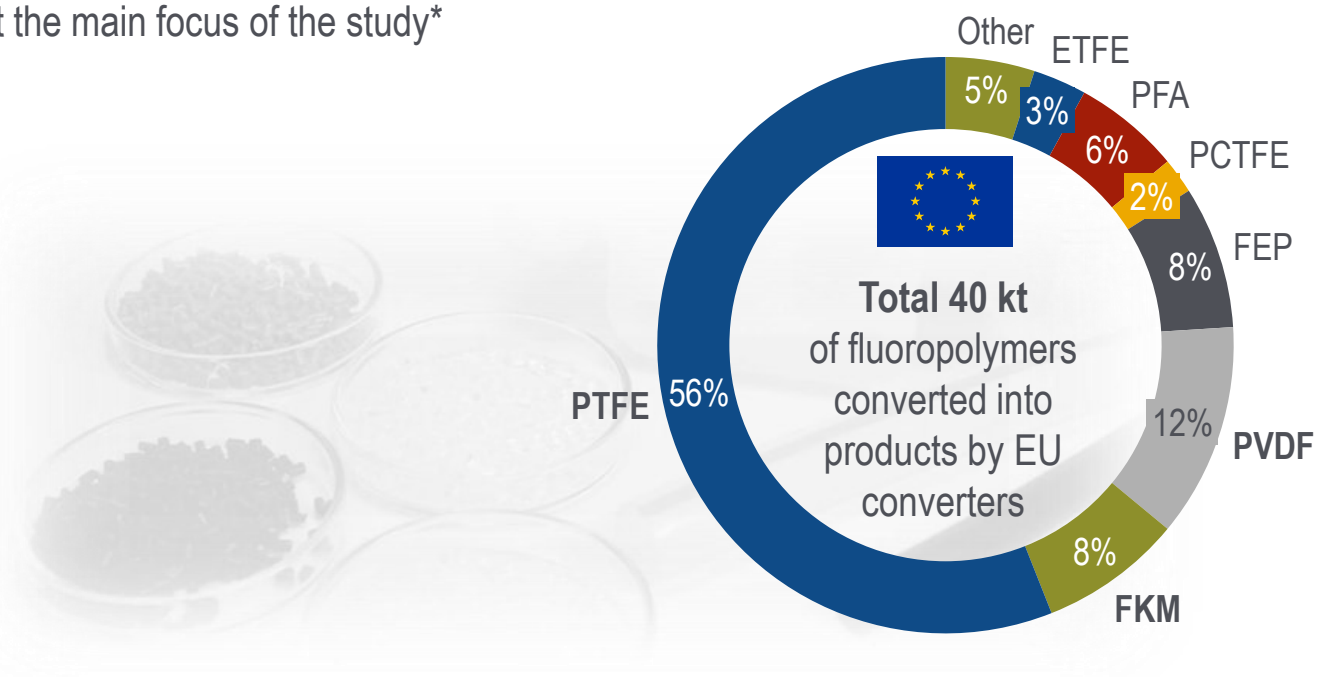 t the main focus of the study*
Other
ETFE
PFA
PCTFE
FEP
PVDF
FKM
PTFE
5%
3%
6%
2%
8%
12%
8%
56%
Total 40 kt
of fluoropolymers
converted into
products by EU
converters